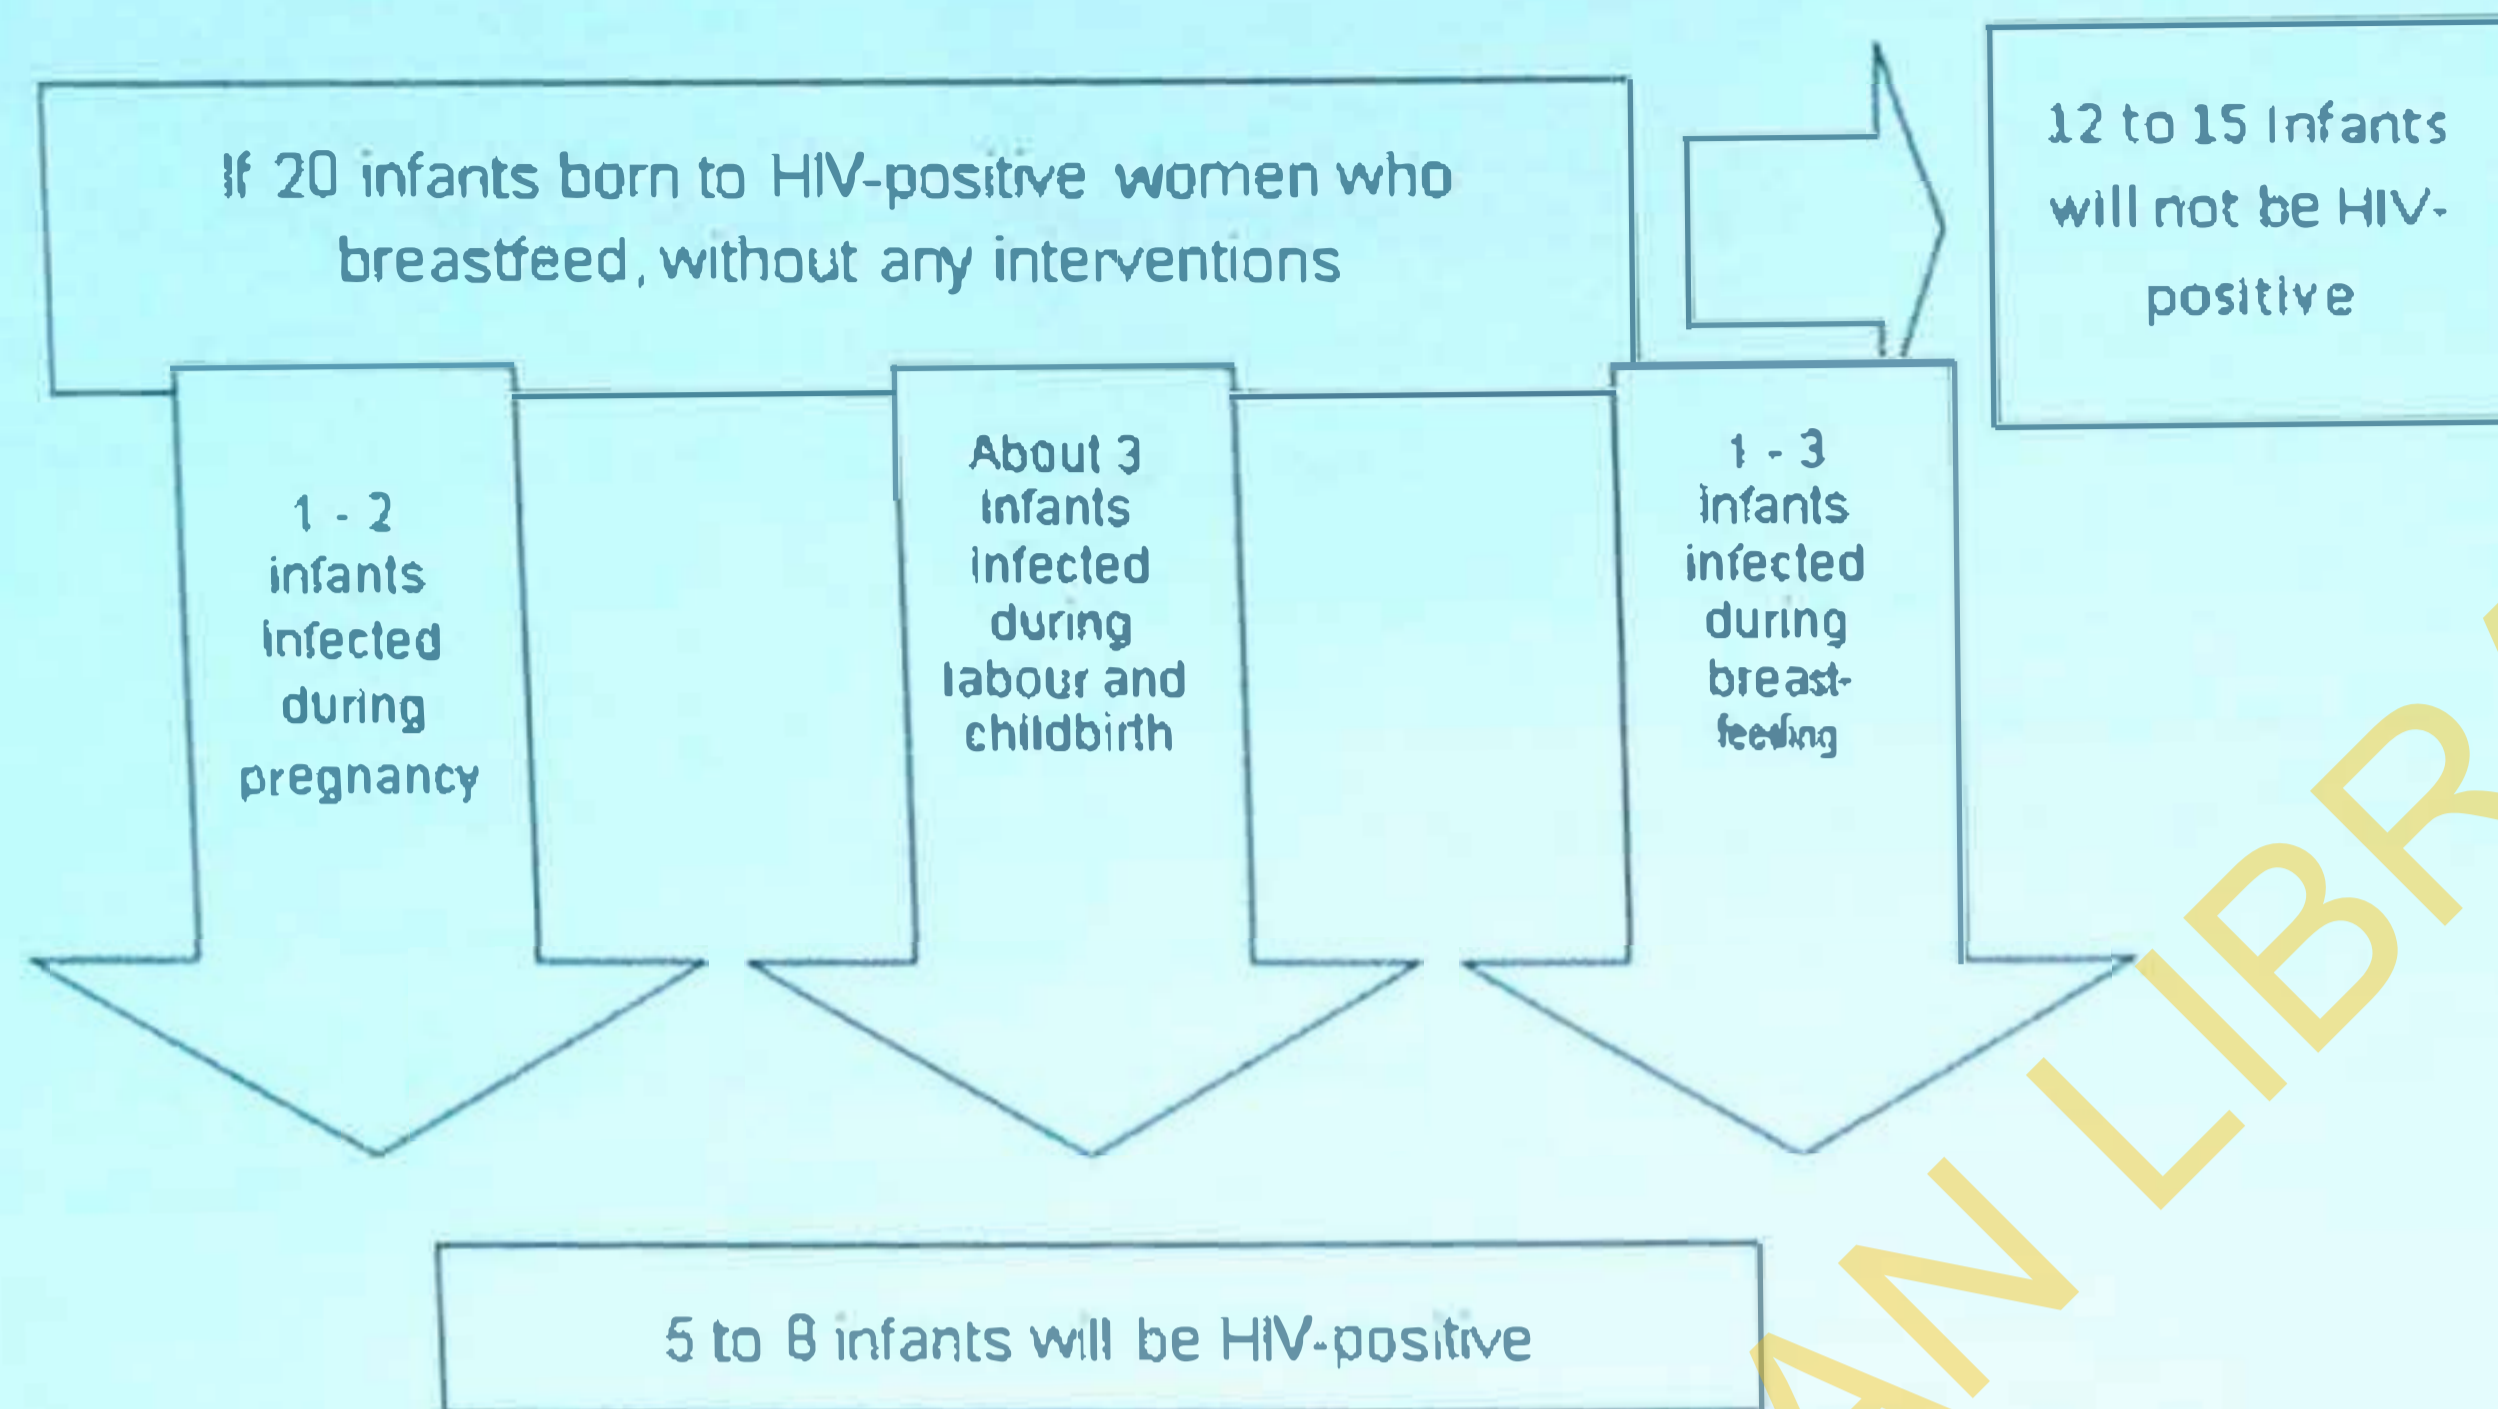 If 20 infants born to HIV-positive women who
breastfeed, without any interventions
12 to 15 Infants
will not be HIV-
positive
1 - 2
infants
Infected
during
pregnancy
About 3
Infants
infected
during
labour and
childbirth
1 - 3
infants
infected
during
breast-
feeding
5 to 8 infants will be HIV-positive
AN LIBR